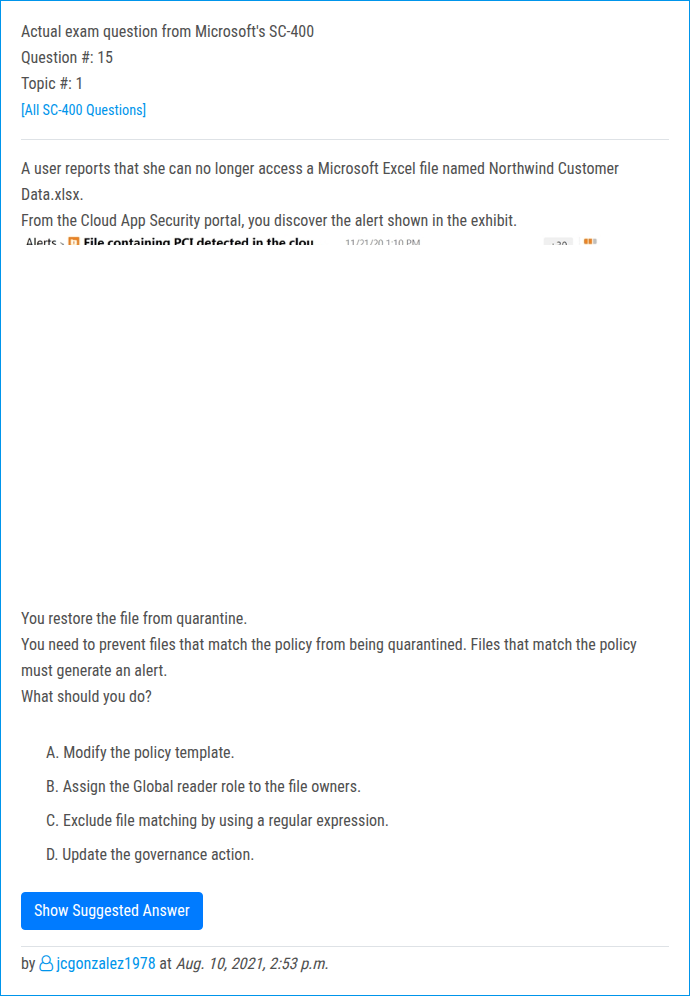 Actual exam question from Microsoft's SC-400
Question #: 15
Topic #: 1
[All SC-400 Questions]
A user reports that she can no longer access a Microsoft Excel file named Northwind Customer
Data.xlsx.
From the Cloud App Security portal, you discover the alert shown in the exhibit.
Alerts > File containing PCI detected in the clou 11/21/20 1:10 PM
You restore the file from quarantine.
You need to prevent files that match the policy from being quarantined. Files that match the policy
must generate an alert.
What should you do?
A. Modify the policy template.
B. Assign the Global reader role to the file owners.
C. Exclude file matching by using a regular expression.
D. Update the governance action.
Show Suggested Answer
by jcgonzalez1978 at Aug. 10, 2021, 2:53 p.m.